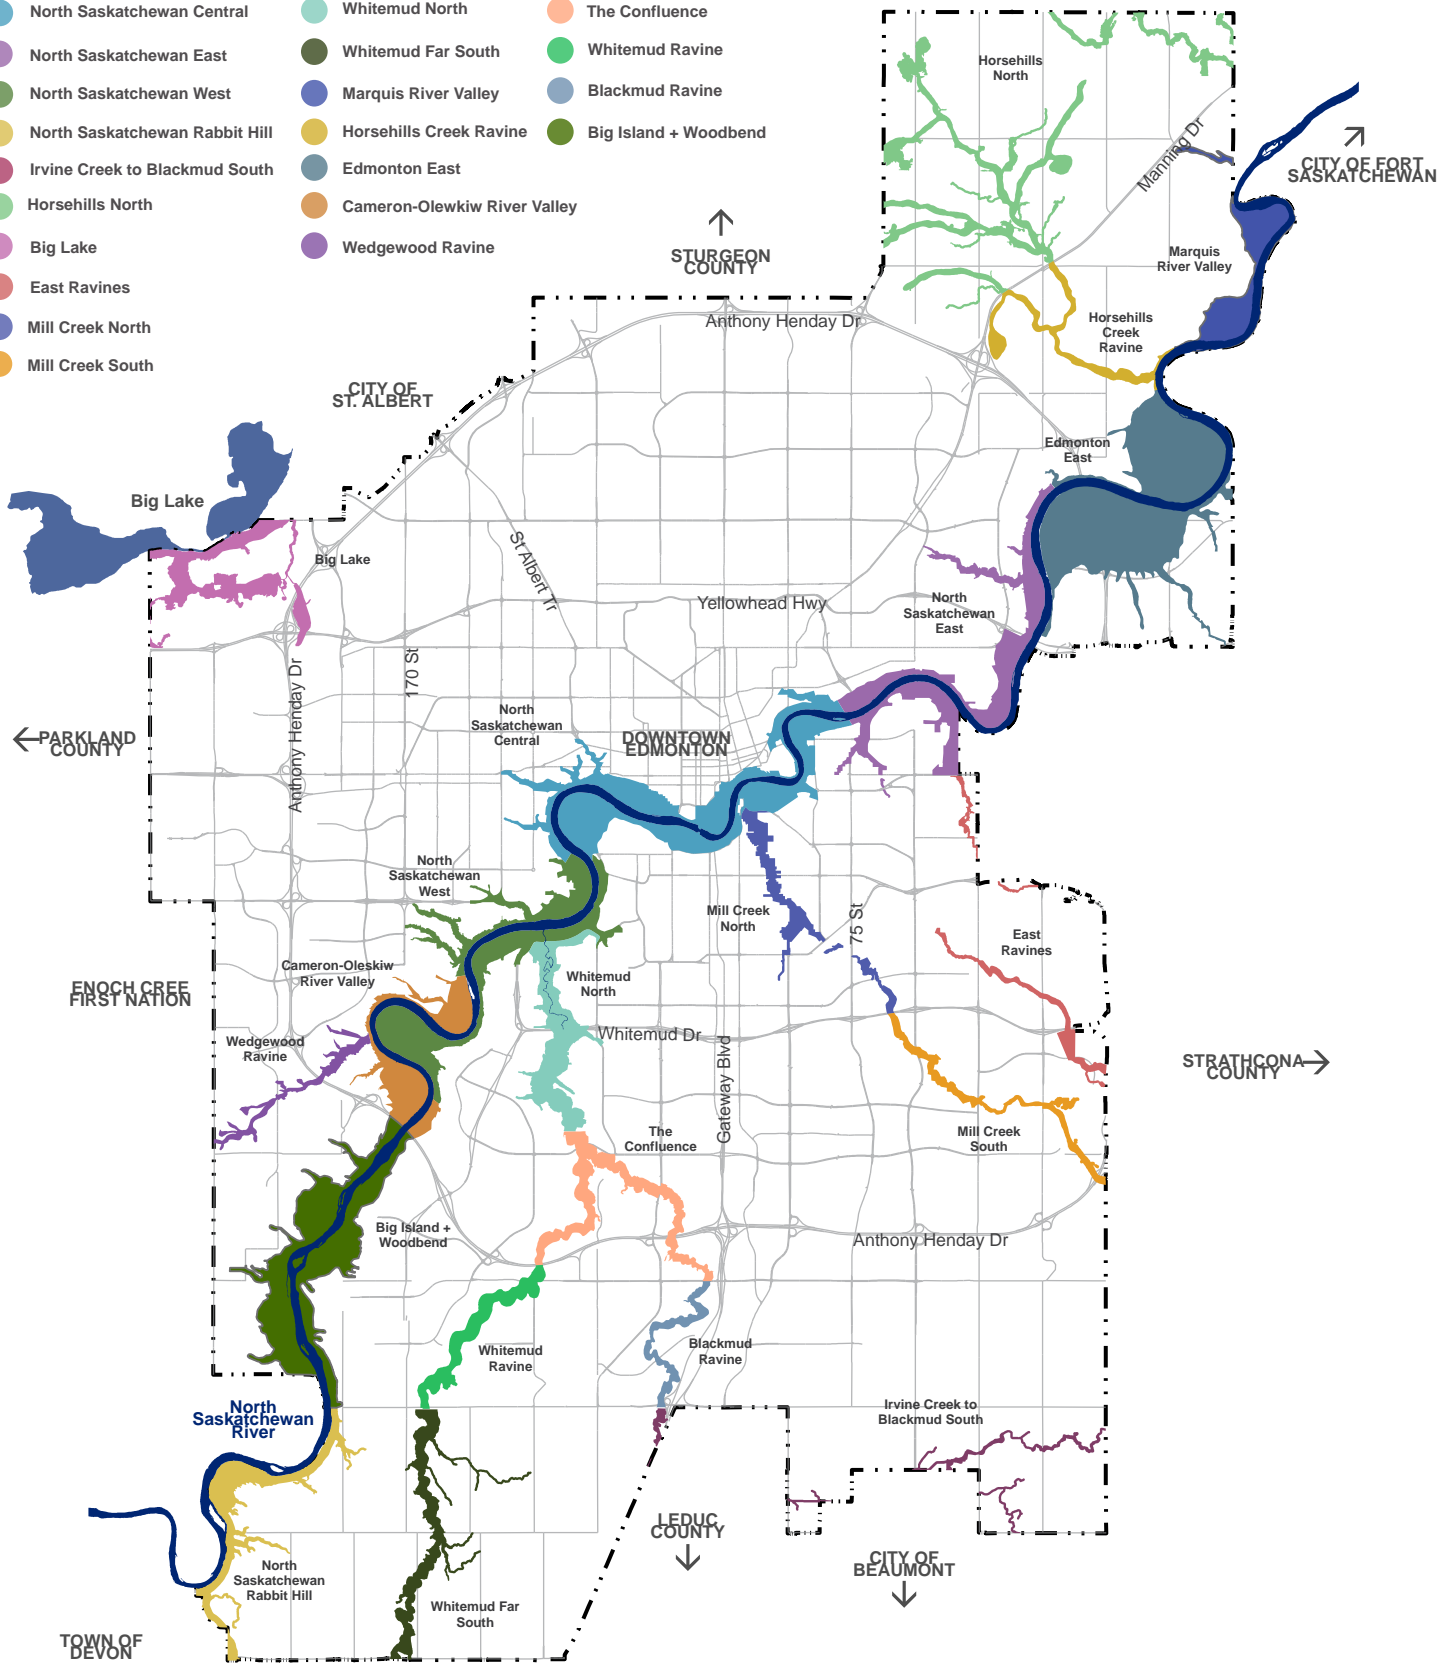 North Saskatchewan Central
North Saskatchewan East
North Saskatchewan West
North Saskatchewan Rabbit Hill
Irvine Creek to Blackmud South
Horsehills North
Big Lake
East Ravines
Mill Creek North
Mill Creek South
Whitemud North
Whitemud Far South
Marquis River Valley
Horsehills Creek Ravine
Edmonton East
Cameron-Olewkiw River Valley
Wedgewood Ravine
The Confluence
Whitemud Ravine
Blackmud Ravine
Big Island + Woodbend
Horsehills
North
Manning Dr
CITY OF FORT
SASKATCHEWAN
STURGEON
COUNTY
Marquis
River Valley
Anthony Henday Dr
Horsehills
Creek
Ravine
CITY OF
ST. ALBERT
Edmonton
East
Big Lake
Big Lake
St Albert Tr
Yellowhead Hwy
North
Saskatchewan
East
170 St
Anthony Henday Dr
North
Saskatchewan
Central
DOWNTOWN
EDMONTON
PARKLAND
COUNTY
North
Saskatchewan
West
Mill Creek
North
75 St
East
Ravines
Cameron-Oleskiw
River Valley
Whitemud
North
ENOCH CREE
FIRST NATION
Wedgewood
Ravine
Whitemud Dr
Gateway Blvd
STRATHCONA
COUNTY
The
Confluence
Mill Creek
South
Big Island +
Woodbend
Anthony Henday Dr
Whitemud
Ravine
Blackmud
Ravine
North
Saskatchewan
River
Irvine Creek to
Blackmud South
LEDUC
COUNTY
CITY OF
BEAUMONT
North
Saskatchewan
Rabbit Hill
Whitemud Far
South
TOWN OF
DEVON